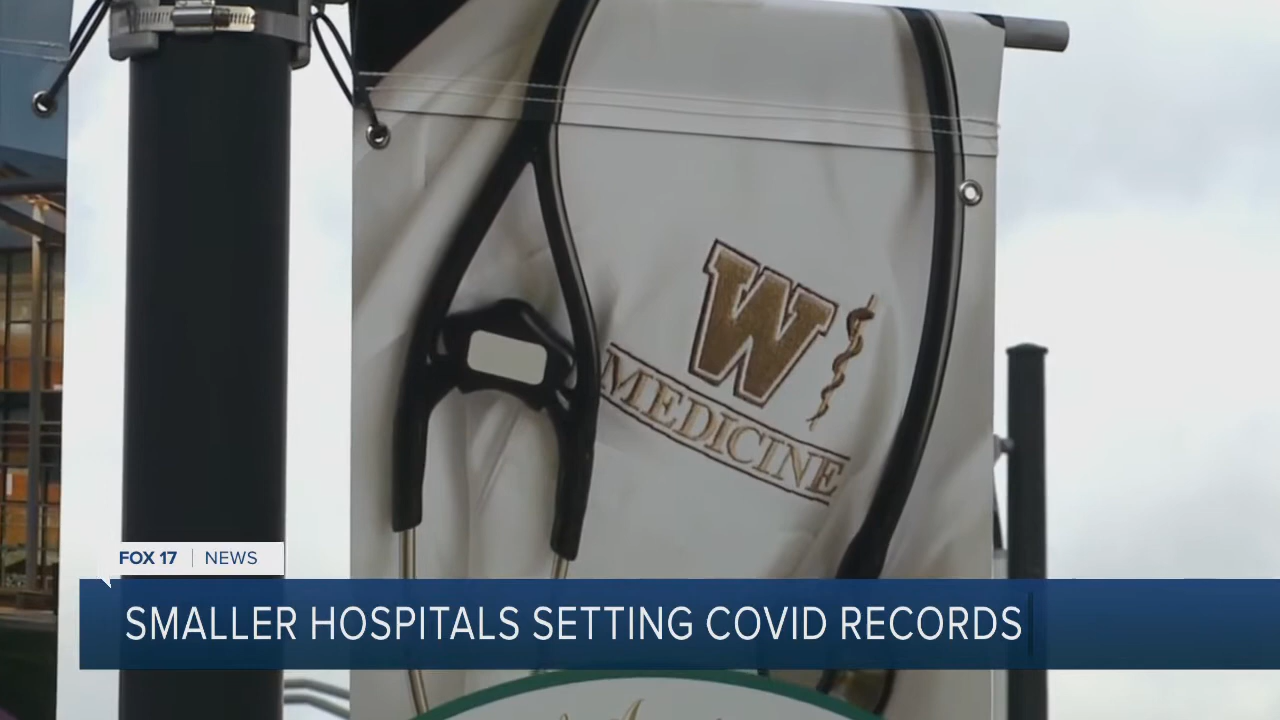 W
MEDICINE
FOX 17 | NEWS
SMALLER HOSPITALS SETTING COVID RECORDS